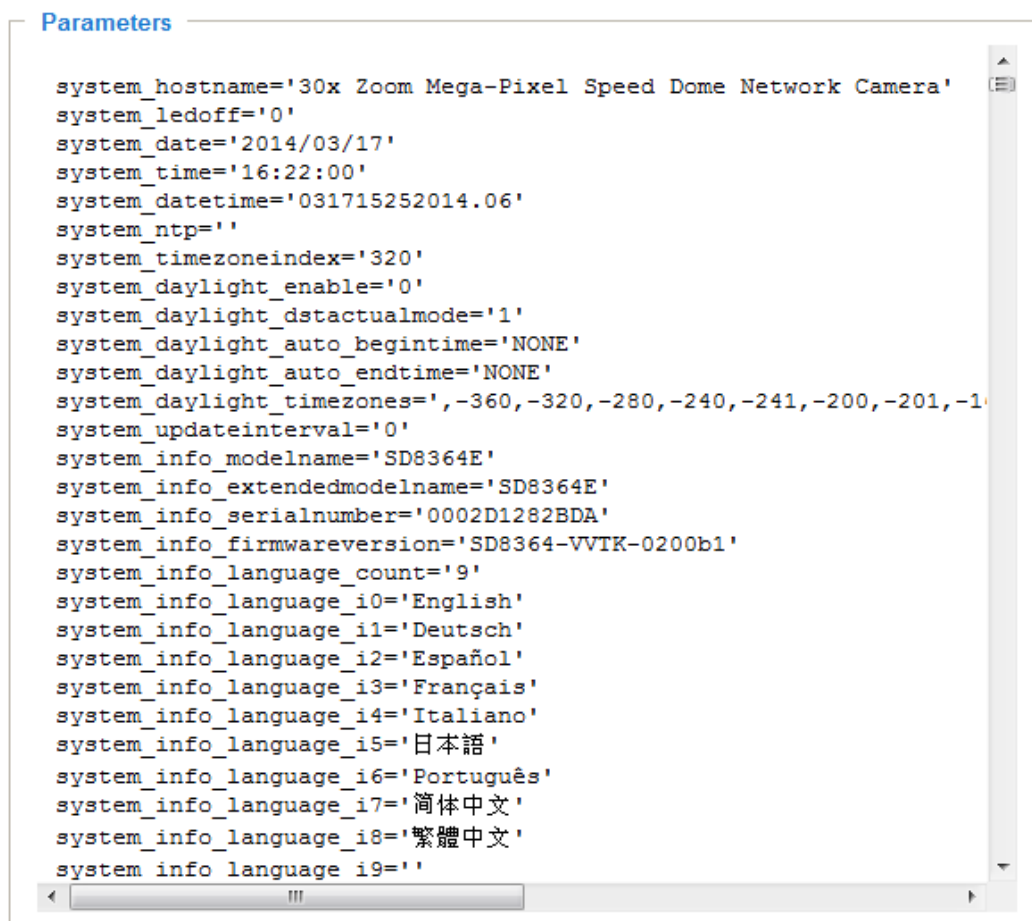 Parameters
system_hostname='30x Zoom Mega-Pixel Speed Dome Network Camera'
system_ledoff='0'
system_date='2014/03/17'
system_time='16:22:00'
system_datetime='031715252014.06'
system_ntp=''
system_timezoneindex='320'
system_daylight_enable='0'
system_daylight_dstactualmode='1'
system_daylight_auto_begintime='NONE'
system_daylight_auto_endtime='NONE'
system_daylight_timezones=',-360,-320,-280,-240,-241,-200,-201,-1
system_updateinterval='0'
system_info_modelname='SD8364E'
system_info_extendedmodelname='SD8364E'
system_info_serialnumber='0002D1282BDA'
system_info_firmwareversion='SD8364-VVTK-0200b1'
system_info_language_count='9'
system_info_language_i0='English'
system_info_language_i1='Deutsch'
system_info_language_i2='Español'
system_info_language_i3='Français'
system_info_language_i4='Italiano'
system_info_language_i5='日本語'
system_info_language_i6='Português'
system_info_language_i7='简体中文'
system_info_language_i8='繁體中文'
system_info_language_i9=''